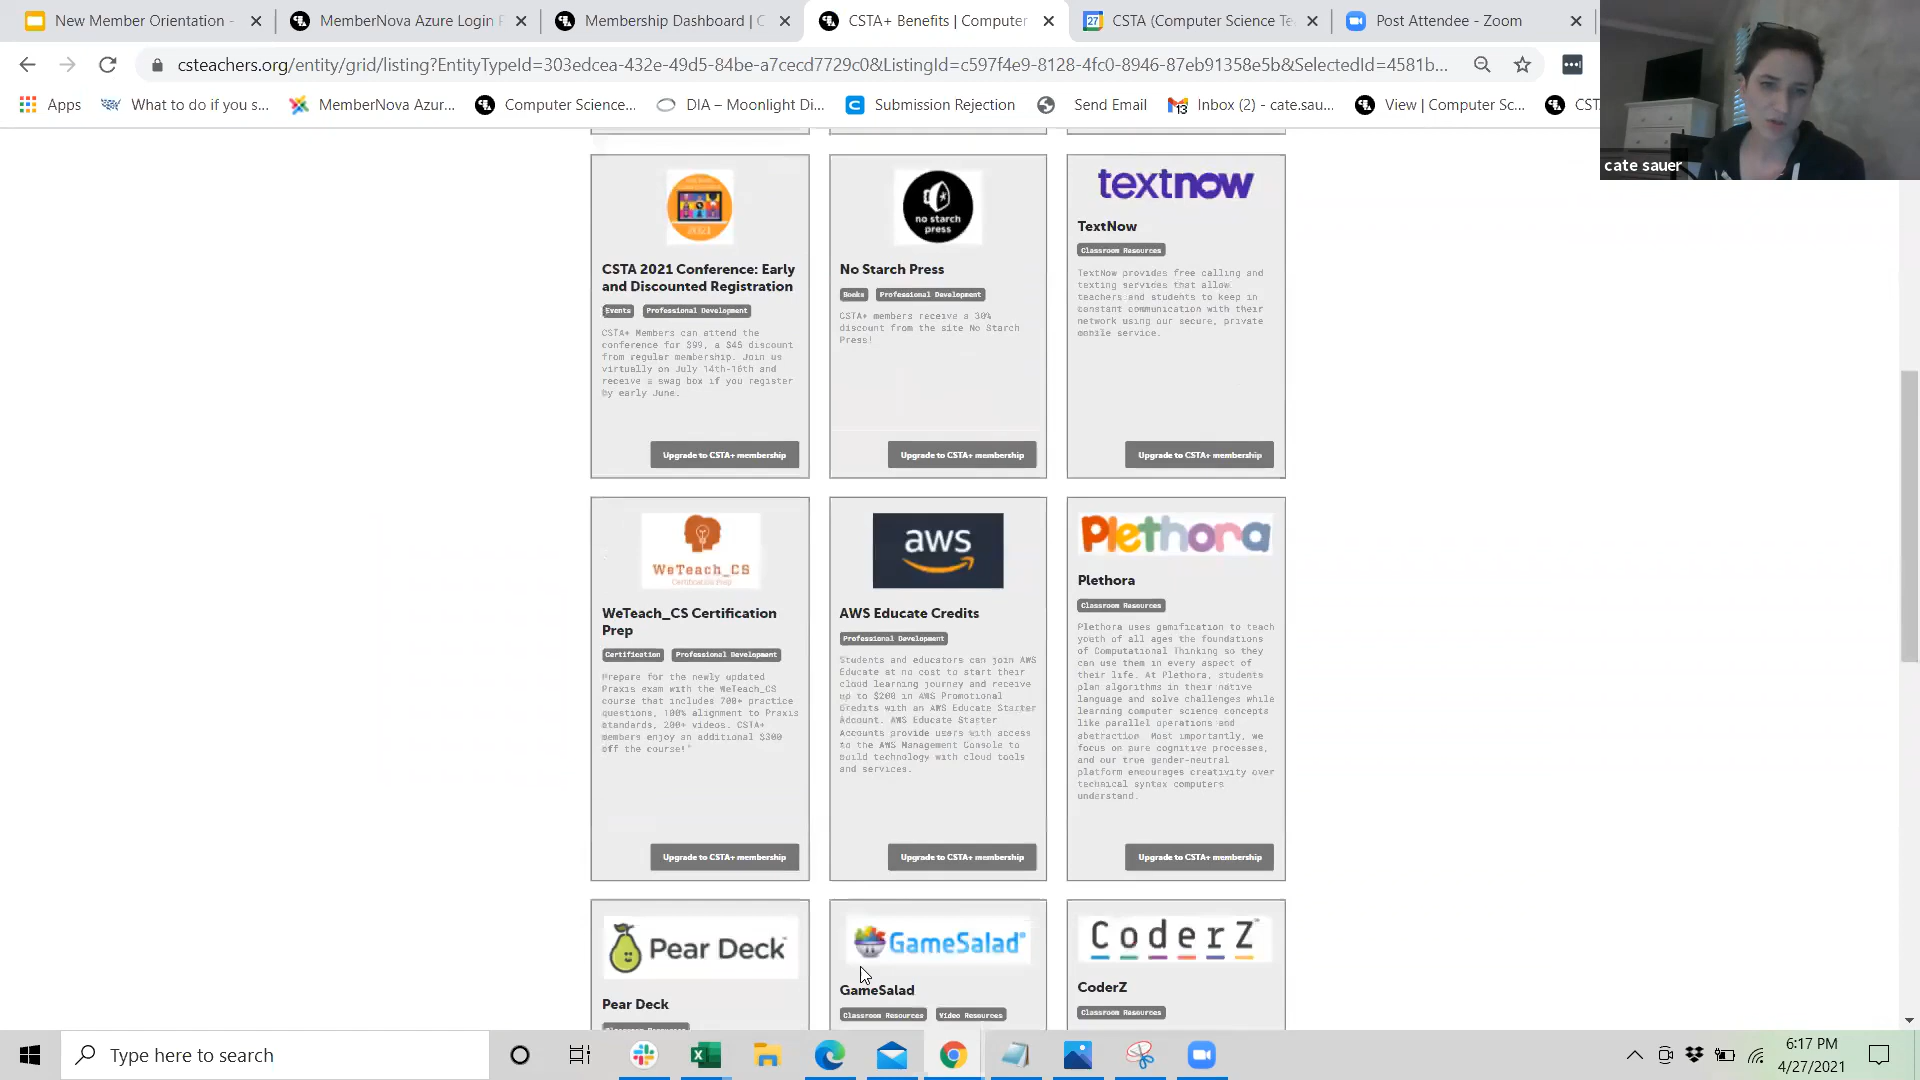 New Member Orientation -
MemberNova Azure Login P
Membership Dashboard | C
CSTA+ Benefits | Computer
CSTA (Computer Science Te
Post Attendee - Zoom
csteachers.org/entity/grid/listing?EntityTypeId=303edcea-432e-49d5-84be-a7cecd7729c0&ListingId=c597f4e9-8128-4fc0-8946-87eb91358e5b&SelectedId=4581b...
Apps
What to do if you s...
MemberNova Azur...
Computer Science...
DIA – Moonlight Di...
Submission Rejection
Send Email
Inbox (2) - cate.sau...
View | Computer Sc...
CST
cate sauer
CSTA 2021 Conference: Early
and Discounted Registration
Events
Professional Development
CSTA+ Members can attend the
conference for $99, a $45 discount
from regular membership. Join us
virtually on July 14th-16th and
receive a swag box if you register
by early June.
Upgrade to CSTA+ membership
no starch
press
No Starch Press
Books
Professional Development
CSTA+ members receive a 30%
discount from the site No Starch
Press!
Upgrade to CSTA+ membership
textnow
TextNow
Classroom Resources
TextNow provides free calling and
texting services that allow
teachers and students to keep in
constant communication with their
network using our secure, private
mobile service.
Upgrade to CSTA+ membership
WeTeach_CS
Certification Prep
WeTeach_CS Certification
Prep
Certification
Professional Development
Prepare for the newly updated
Praxis exam with the WeTeach_CS
course that includes 700+ practice
questions, 100% alignment to Praxis
standards, 200+ videos. CSTA+
members enjoy an additional $300
off the course!"
Upgrade to CSTA+ membership
aws
AWS Educate Credits
Professional Development
Students and educators can join AWS
Educate at no cost to start their
cloud learning journey and receive
up to $200 in AWS Promotional
Credits with an AWS Educate Starter
Account. AWS Educate Starter
Accounts provide users with access
to the AWS Management Console to
build technology with cloud tools
and services.
Upgrade to CSTA+ membership
Plethora
Plethora
Classroom Resources
Plethora uses gamification to teach
youth of all ages the foundations
of Computational Thinking so they
can use them in every aspect of
their life. At Plethora, students
plan algorithms in their native
language and solve challenges while
learning computer science concepts
like parallel operations and
abstraction. Most importantly, we
focus on pure cognitive processes,
and our true gender-neutral
platform encourages creativity over
technical syntax computers
understand.
Upgrade to CSTA+ membership
Pear Deck
Pear Deck
Classroom Resources
GameSalad
GameSalad
Classroom Resources
Video Resources
CoderZ
CoderZ
Classroom Resources
Type here to search
6:17 PM
4/27/2021